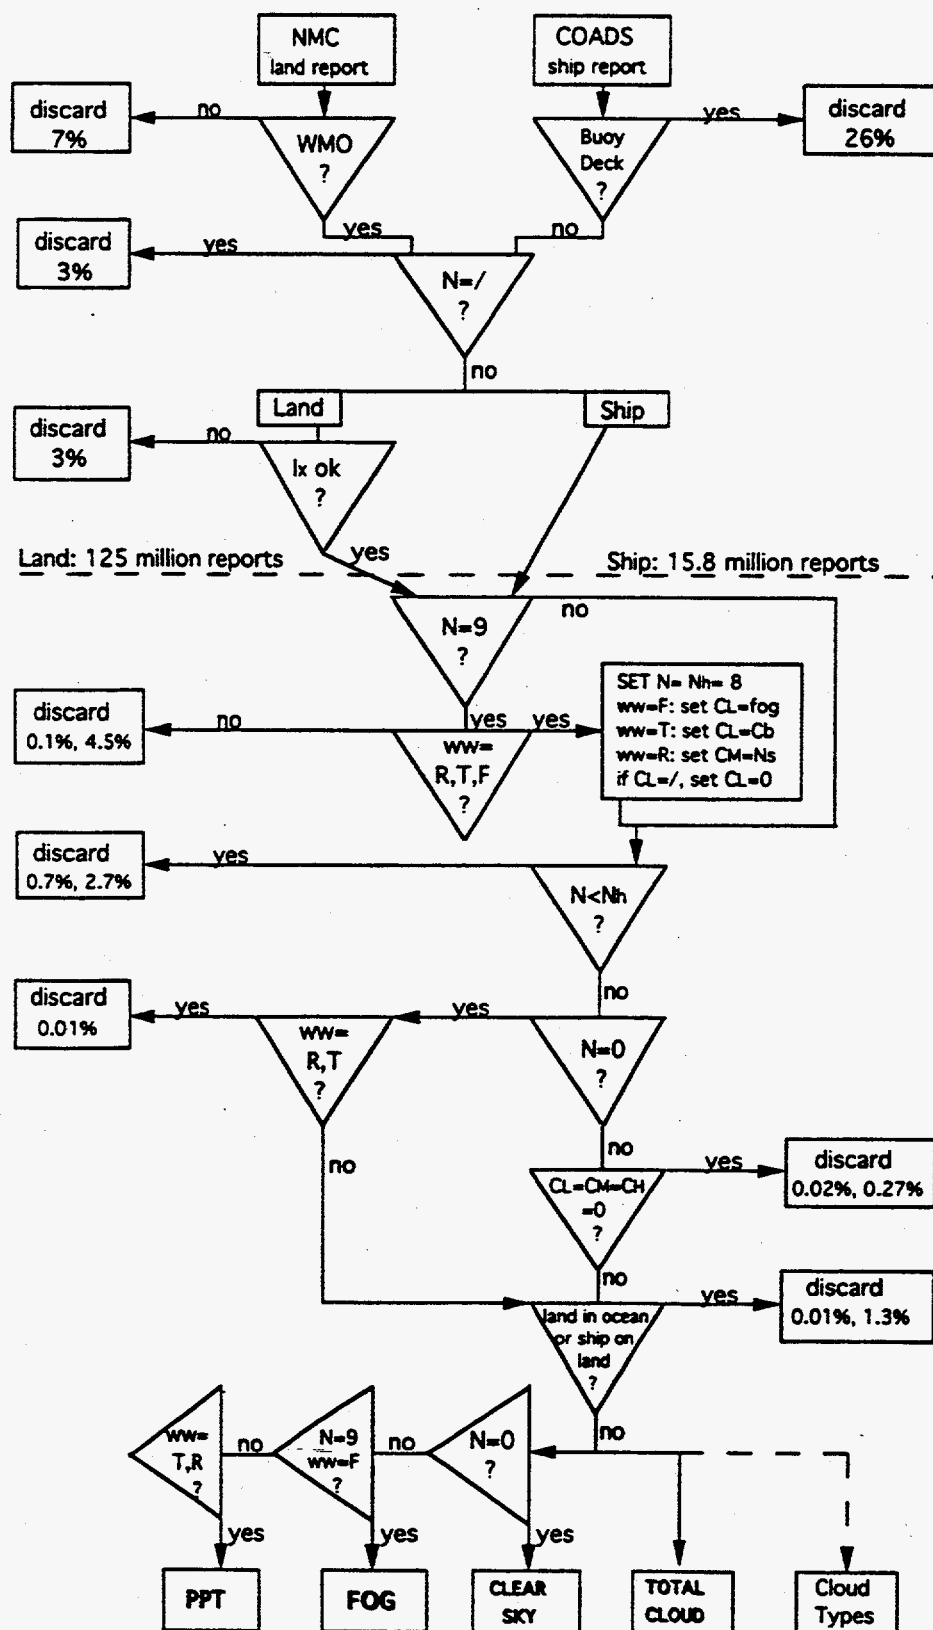 NMC
land report
COADS
ship report
discard
7%
no
WMO
?
Buoy
Deck
?
yes
discard
26%
yes
no
discard
3%
yes
N=/
?
no
Land
Ship
discard
3%
no
Ix ok
?
yes
Land: 125 million reports
Ship: 15.8 million reports
N=9
?
no
discard
0.1%, 4.5%
no
yes
yes
ww=
R,T,F
?
SET N= Nh= 8
ww=F: set CL=fog
ww=T: set CL=Cb
ww=R: set CM=Ns
if CL=/, set CL=0
discard
0.7%, 2.7%
yes
N<Nh
?
no
discard
0.01%
yes
ww=
R,T
?
yes
N=0
?
no
no
CL=CM=CH
=0
?
yes
discard
0.02%, 0.27%
no
land in ocean
or ship on
land
?
yes
discard
0.01%, 1.3%
no
ww=
T,R
?
no
N=9
ww=F
?
no
N=0
?
yes
yes
yes
PPT
FOG
CLEAR
SKY
TOTAL
CLOUD
Cloud
Types